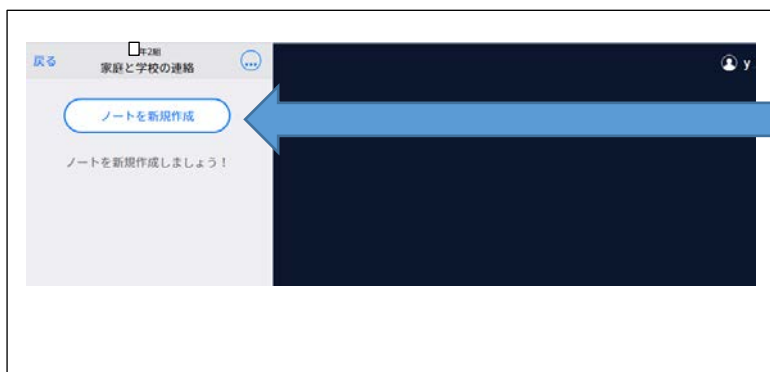 戻る
年2組
家庭と学校の連絡
...
y
ノートを新規作成
ノートを新規作成しましょう!